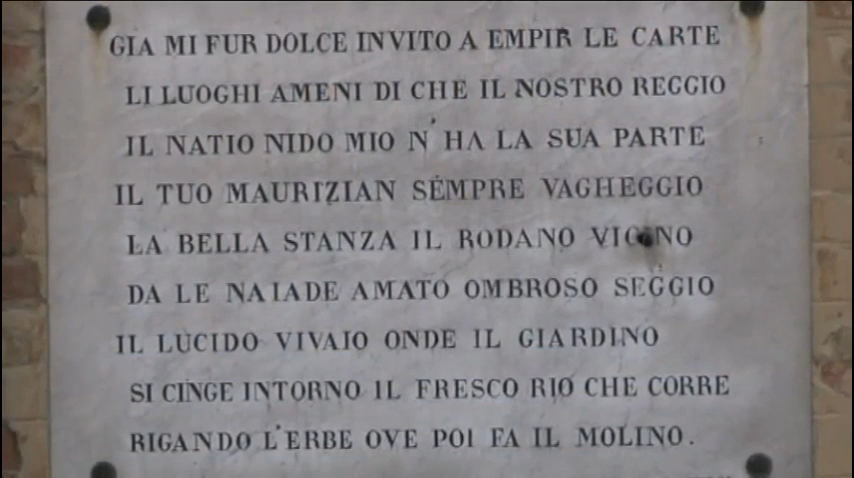 GIA MI FUR DOLCE INVITO A EMPIR LE CARTE
LI LUOGHI AMENI DI CHE IL NOSTRO REGGIO
IL NATIO NIDO MIO N'HA LA SUA PARTE
IL TUO MAURIZIAN SEMPRE VAGHEGGIO
LA BELLA STANZA IL RODANO VICINO
DA LE NAIADE AMATO OMBROSO SEGGIO
IL LUCIDO VIVAIO ONDE IL GIARDINO
SI CINGE INTORNO IL FRESCO RIO CHE CORRE
RIGANDO L'ERBE OVE POI FA IL MOLINO.